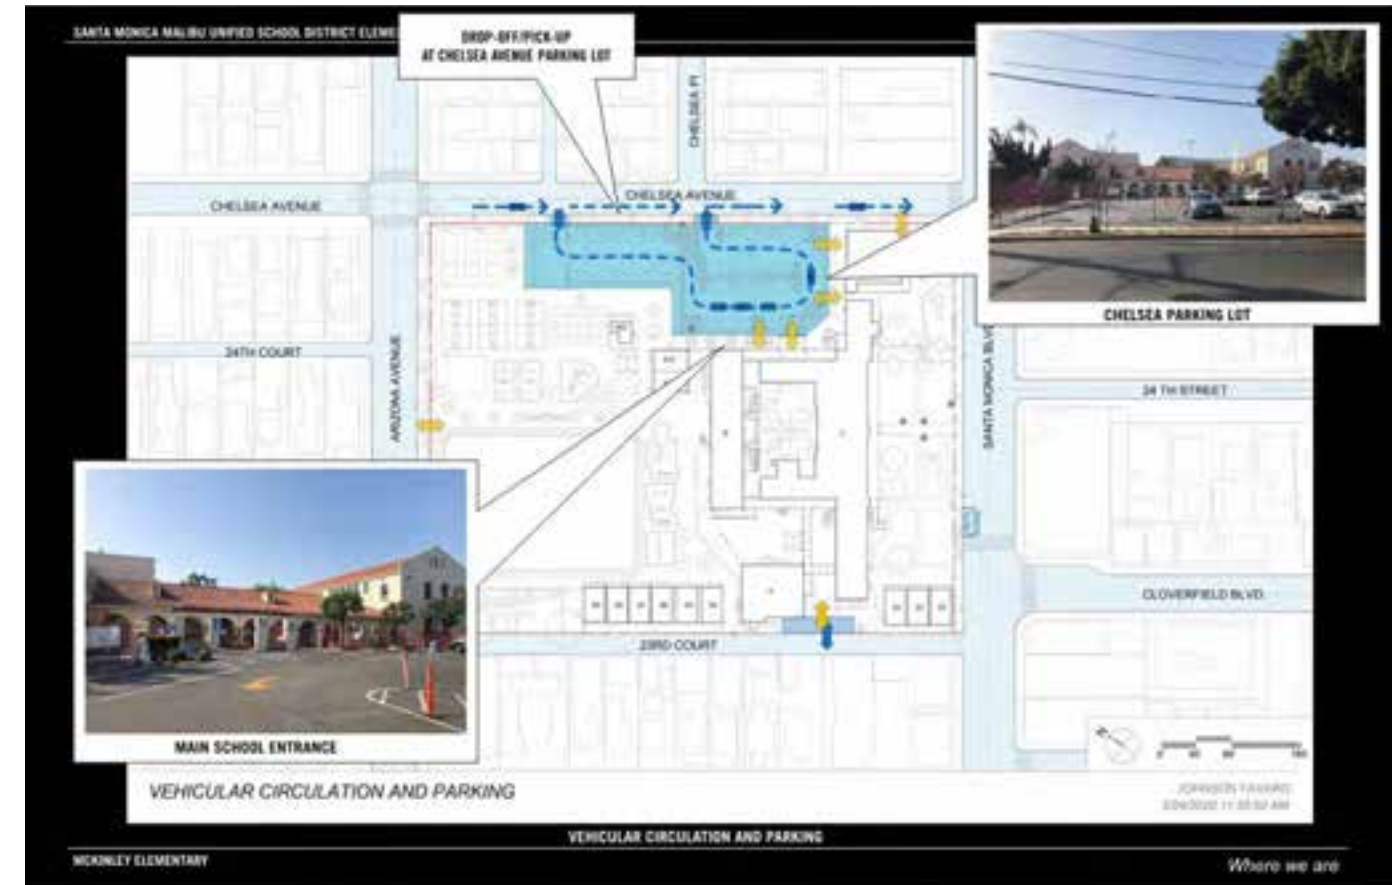 SANTA MONICA MALIBU UNIFIED SCHOOL DISTRICT
DROP-OFF/PICK-UP
AT CHELSEA AVENUE PARKING LOT
CHELSEA PL
CHELSEA AVENUE
CHELSEA AVENUE
CHELSEA PARKING LOT
24TH COURT
ARIZONA AVENUE
SANTA MONICA BLVD
24 TH STREET
CLOVERFIELD BLVD.
23RD COURT
MAIN SCHOOL ENTRANCE
N
VEHICULAR CIRCULATION AND PARKING
JOHNSON FAVARO
VEHICULAR CIRCULATION AND PARKING
MCKINLEY ELEMENTARY
Where we are